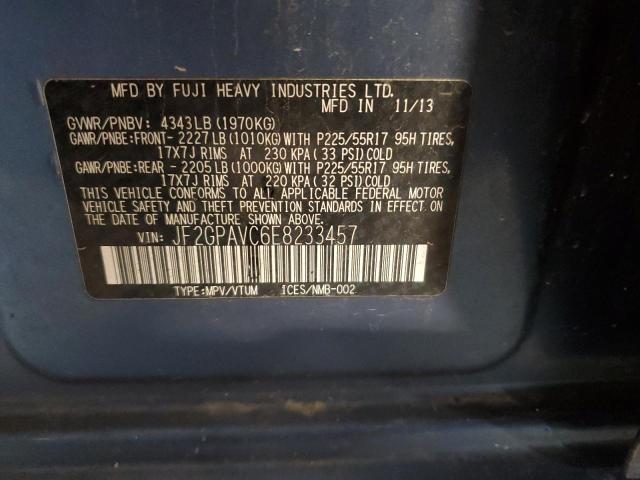 MFD BY FUJI HEAVY INDUSTRIES LTD.
MFD IN 11/13
GVWR/PNBV: 4343LB(1970KG)
GAWR/PNBE:FRONT- 2227LB(1010KG)WITH P225/55R17 95H TIRES,
17X7J RIMS AT 230 KPA(33 PSI)COLD
GAWR/PNBE:REAR - 2205LB(1000KG)WITH P225/55R17 95H TIRES,
17X7J RIMS AT 220 KPA(32 PSI)COLD
THIS VEHICLE CONFORMS TO ALL APPLICABLE FEDERAL MOTOR
VEHICLE SAFETY AND THEFT PREVENTION STANDARDS IN EFFECT ON
THE DATE OF MANUFACTURE SHOWN ABOVE.
VIN: JF2GPAVC6E8233457
TYPE:MPV/VTUM ICES/NMB-002